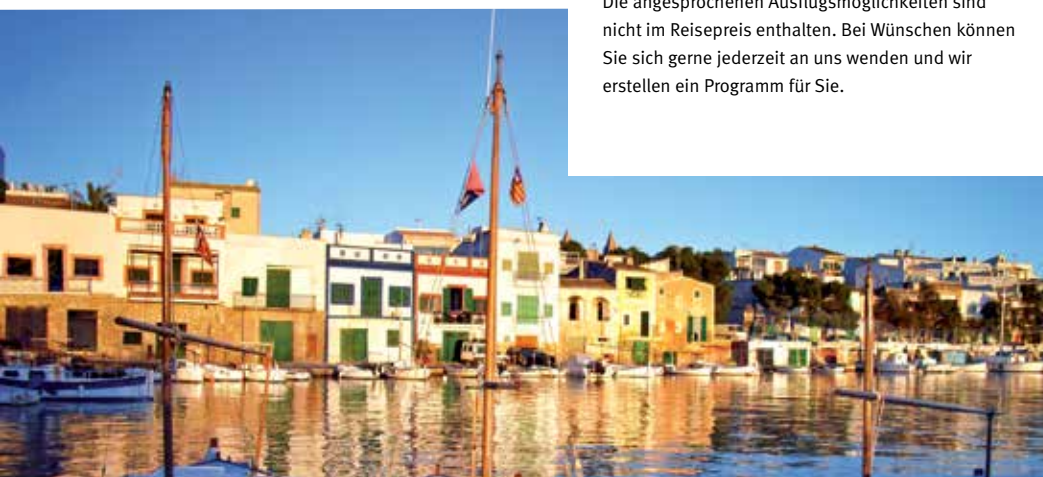 Die angesprochenen Ausflugsmöglichkeiten sind
nicht im Reisepreis enthalten. Bei Wünschen können
Sie sich gerne jederzeit an uns wenden und wir
erstellen ein Programm für Sie.